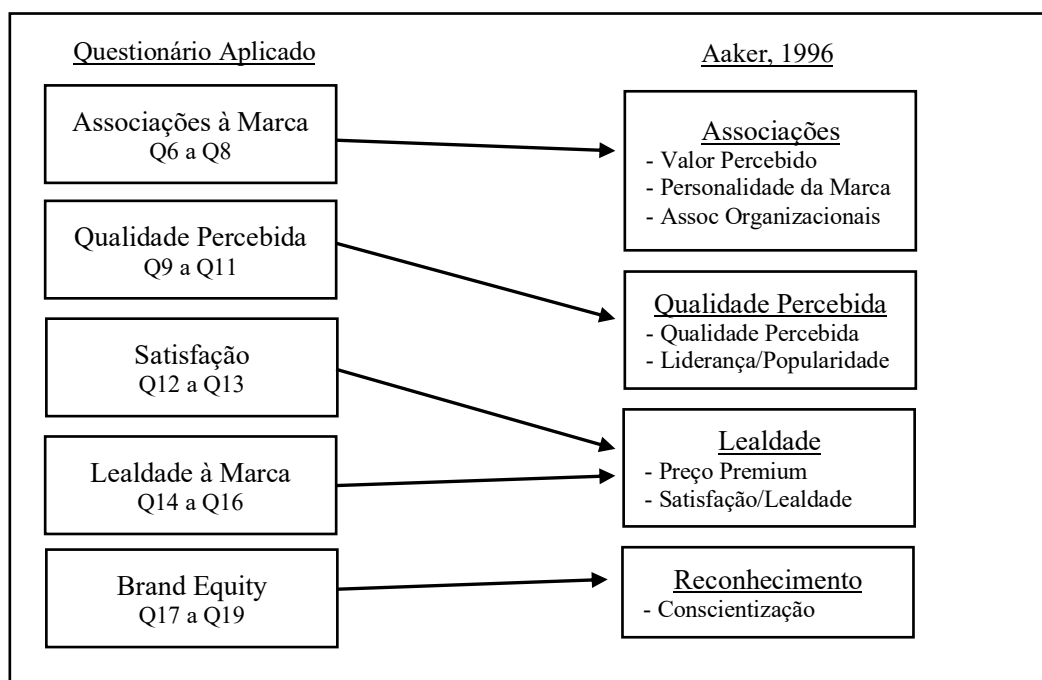 Questionário Aplicado
Associações à Marca
Q6 a Q8
Qualidade Percebida
Q9 a Q11
Satisfação
Q12 a Q13
Lealdade à Marca
Q14 a Q16
Brand Equity
Q17 a Q19
Aaker, 1996
Associações
- Valor Percebido
- Personalidade da Marca
- Assoc Organizacionais
Qualidade Percebida
- Qualidade Percebida
- Liderança/Popularidade
Lealdade
- Preço Premium
- Satisfação/Lealdade
Reconhecimento
- Conscientização